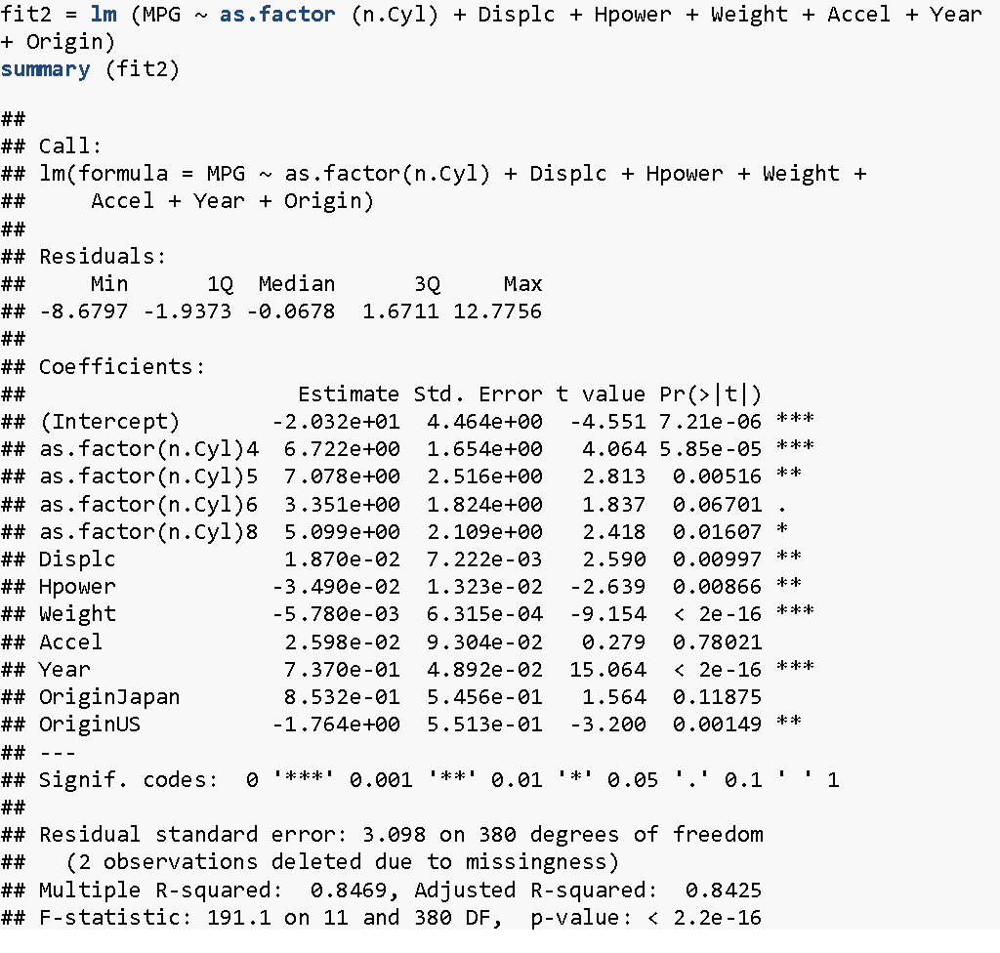 fit2 = lm (MPG ~ as.factor (n.Cyl) + Displc + Hpower + Weight + Accel + Year
+ Origin)
summary (fit2)
##
## Call:
## lm(formula = MPG ~ as.factor(n.Cyl) + Displc + Hpower + Weight +
##     Accel + Year + Origin)
##
## Residuals:
##     Min      1Q  Median      3Q     Max
## -8.6797 -1.9373 -0.0678  1.6711 12.7756
##
## Coefficients:
##                     Estimate Std. Error t value Pr(>|t|)
## (Intercept)       -2.032e+01  4.464e+00  -4.551 7.21e-06 ***
## as.factor(n.Cyl)4  6.722e+00  1.654e+00   4.064 5.85e-05 ***
## as.factor(n.Cyl)5  7.078e+00  2.516e+00   2.813  0.00516 **
## as.factor(n.Cyl)6  3.351e+00  1.824e+00   1.837  0.06701 .
## as.factor(n.Cyl)8  5.099e+00  2.109e+00   2.418  0.01607 *
## Displc             1.870e-02  7.222e-03   2.590  0.00997 **
## Hpower            -3.490e-02  1.323e-02  -2.639  0.00866 **
## Weight            -5.780e-03  6.315e-04  -9.154  < 2e-16 ***
## Accel              2.598e-02  9.304e-02   0.279  0.78021
## Year               7.370e-01  4.892e-02  15.064  < 2e-16 ***
## OriginJapan        8.532e-01  5.456e-01   1.564  0.11875
## OriginUS          -1.764e+00  5.513e-01  -3.200  0.00149 **
## ---
## Signif. codes:  0 '***' 0.001 '**' 0.01 '*' 0.05 '.' 0.1 ' ' 1
##
## Residual standard error: 3.098 on 380 degrees of freedom
##   (2 observations deleted due to missingness)
## Multiple R-squared:  0.8469, Adjusted R-squared:  0.8425
## F-statistic: 191.1 on 11 and 380 DF,  p-value: < 2.2e-16